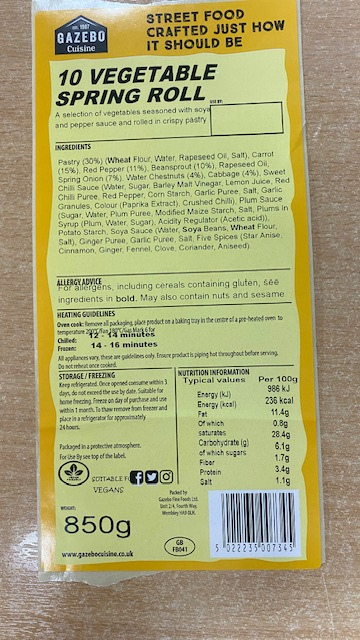 est. 1987
GAZEBO
Cuisine
STREET FOOD
CRAFTED JUST HOW
IT SHOULD BE
10 VEGETABLE
SPRING ROLL
A selection of vegetables seasoned with soya
and pepper sauce and rolled in crispy pastry
USE BY:
INGREDIENTS
Pastry (30%) (Wheat Flour, Water, Rapeseed Oil, Salt), Carrot
(15%), Red Pepper (11%), Beansprout (10%), Rapeseed Oil,
Spring Onion (7%), Water Chestnuts (4%), Cabbage (4%), Sweet
Chilli Sauce (Water, Sugar, Barley Malt Vinegar, Lemon Juice, Red
Chilli Puree, Red Pepper, Corn Starch, Garlic Puree, Salt, Garlic
Granules, Colour (Paprika Extract), Crushed Chilli), Plum Sauce
(Sugar, Water, Plum Puree, Modified Maize Starch, Salt, Plums In
Syrup (Plum, Water, Sugar), Acidity Regulator (Acetic acid)),
Potato Starch, Soya Sauce (Water, Soya Beans, Wheat Flour,
Salt), Ginger Puree, Garlic Puree, Salt, Five Spices (Star Anise,
Cinnamon, Ginger, Fennel, Clove, Coriander, Aniseed).
ALLERGY ADVICE
For allergens, including cereals containing gluten, see
ingredients in bold. May also contain nuts and sesame
HEATING GUIDELINES
Oven cook: Remove all packaging, place product on a baking tray in the centre of a pre-heated oven to
temperature 200°C/Fan 180°C/Gas Mark 6 for
Chilled: 12 - 14 minutes
Frozen: 14 - 16 minutes
All appliances vary, these are guidelines only. Ensure product is piping hot throughout before serving.
Do not reheat once cooked.
STORAGE / FREEZING
Keep refrigerated. Once opened consume within 3
days, do not exceed the use by date. Suitable for
home freezing. Freeze on day of purchase and use
within 1 month. To thaw remove from freezer and
place in a refrigerator for approximately
24 hours.
Packaged in a protective atmosphere.
For Use By see top of the label.
NUTRITION INFORMATION
Typical values Per 100g
Energy (kJ) 986 kJ
Energy (kcal) 236 kcal
Fat 11.4g
Of which 0.8g
saturates 28.4g
Carbohydrate (g) 6.1g
of which sugars 1.7g
Fiber 3.4g
Protein 1.1g
Salt
SUITABLE F
VEGANS
WEIGHT:
850g
www.gazebocuisine.co.uk
Packed by
Gazebo Fine Foods Ltd.
Unit 2/4, Fourth Way,
Wembley HA9 0LH.
GB
FB041
5 022235 007345